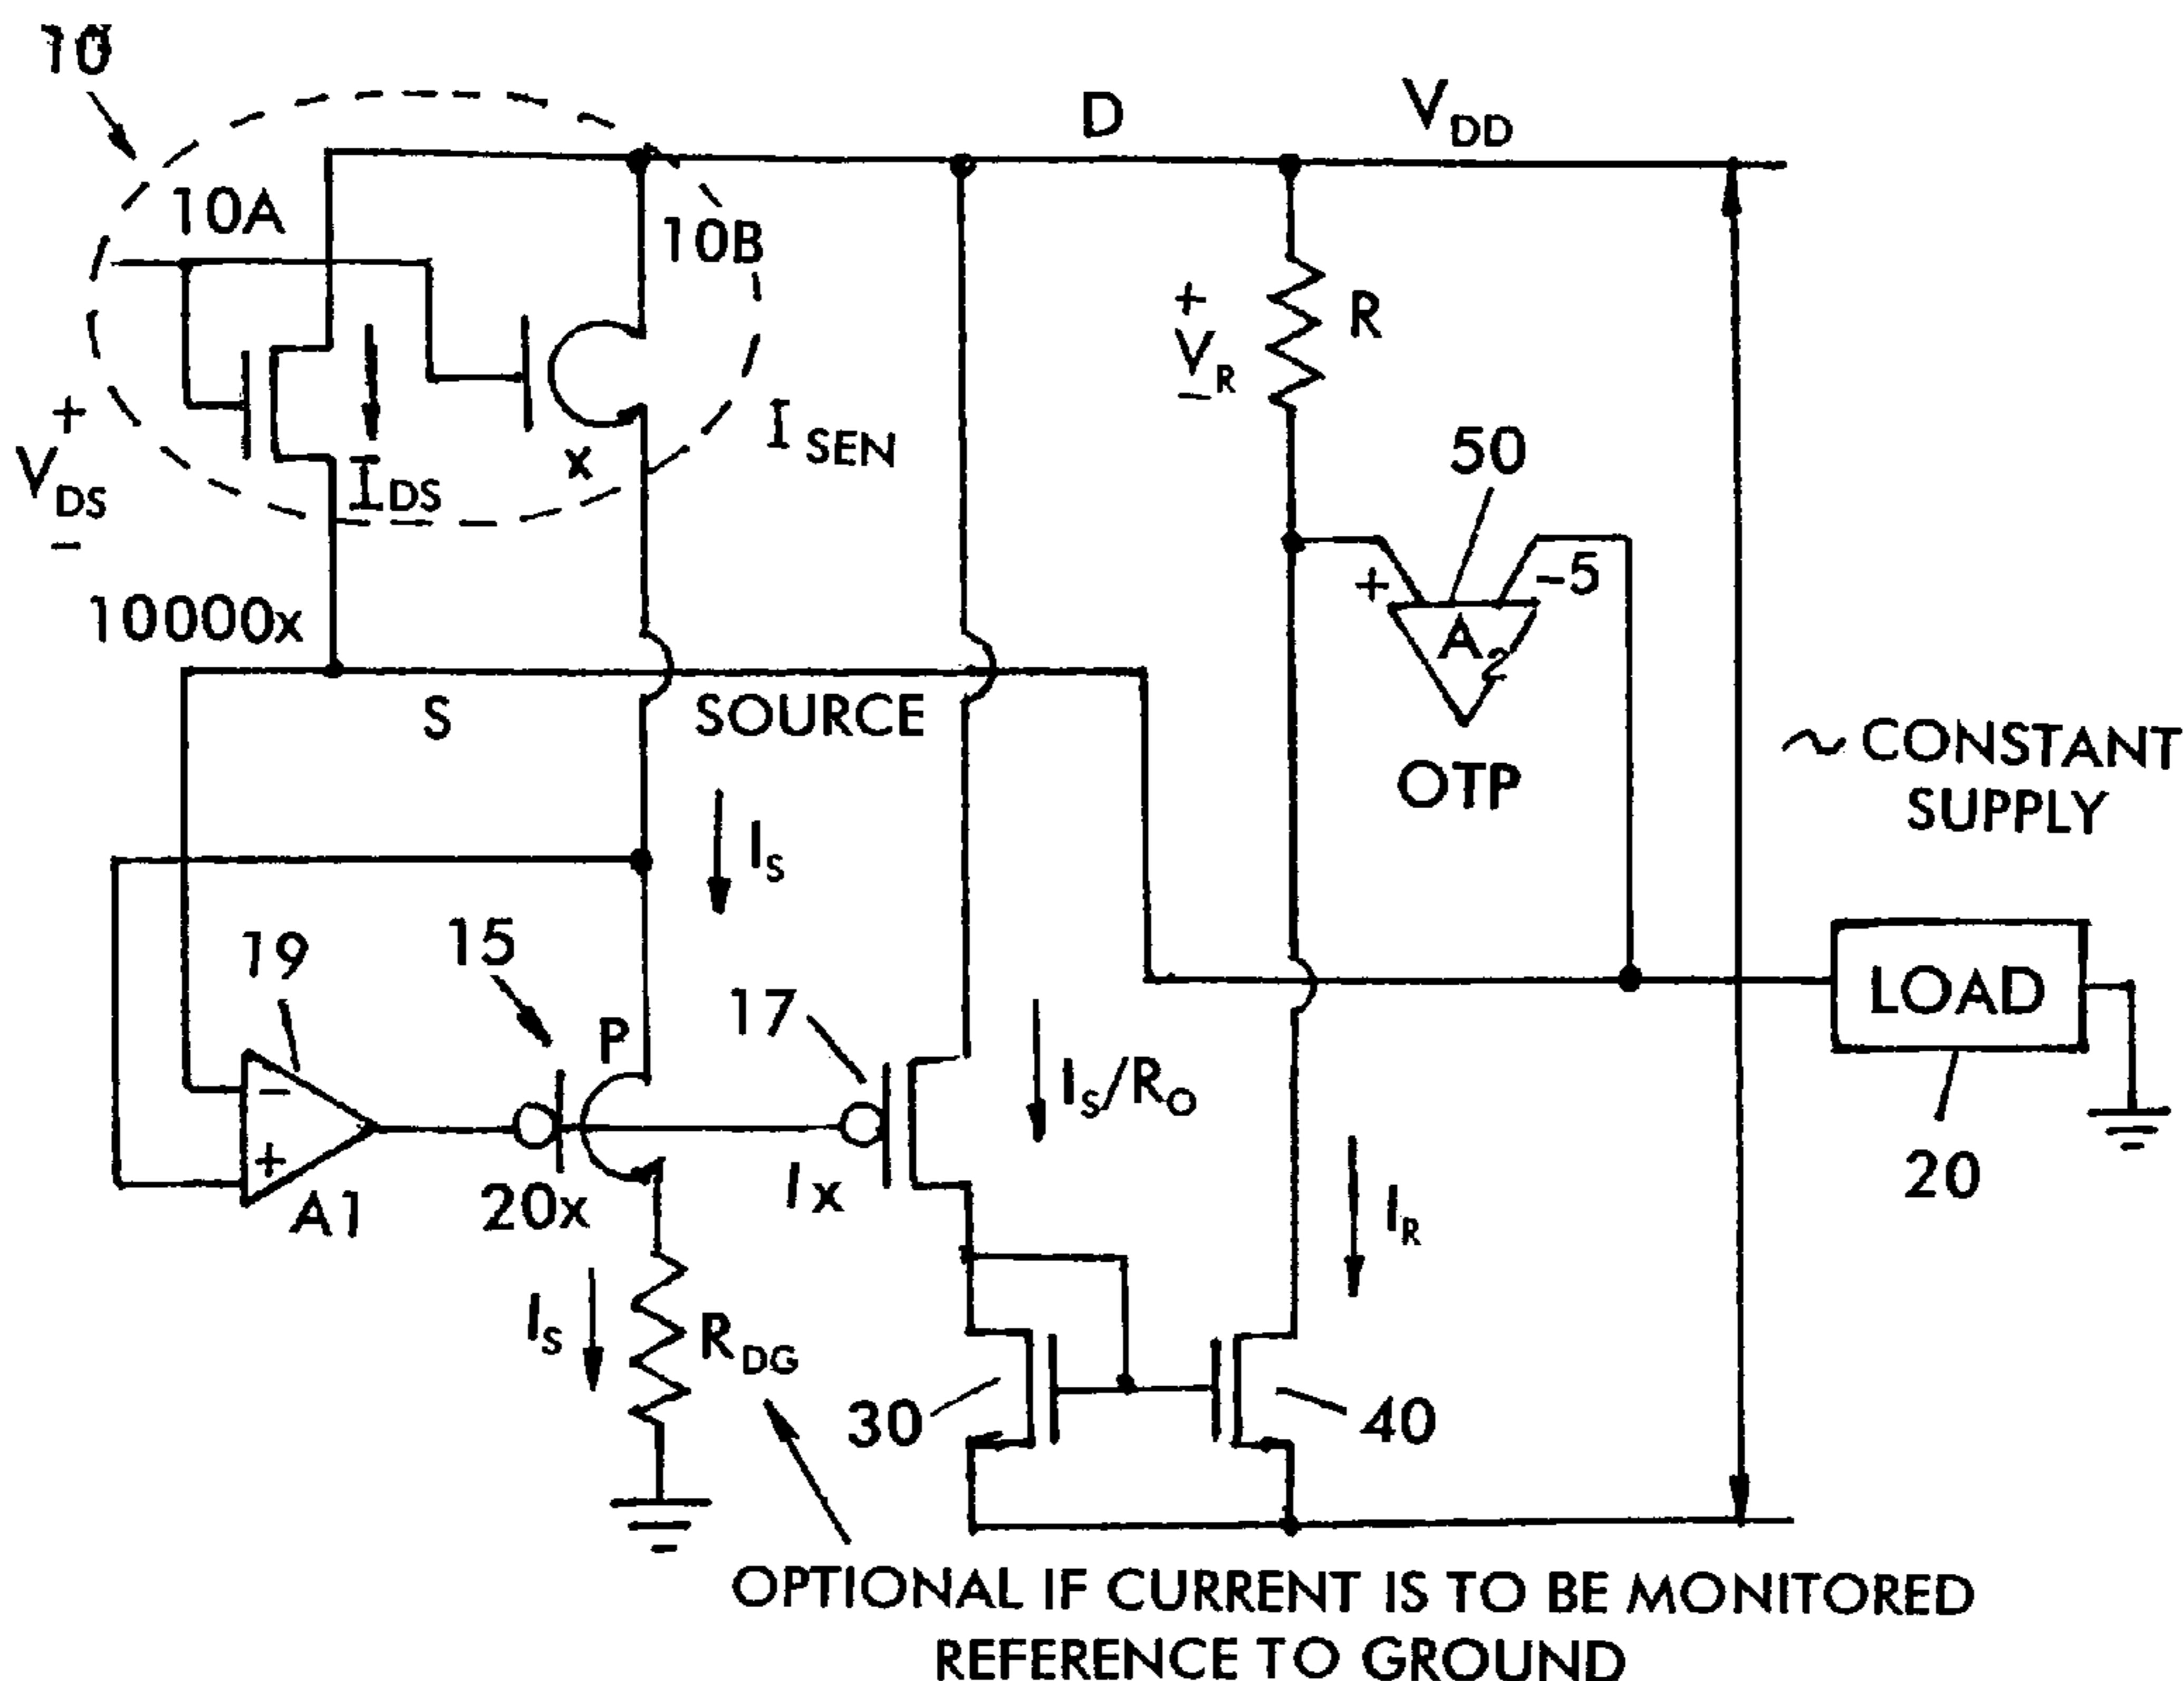 10
D
V_DD
10A
10B
+
V_R
-
R
+
V_DS
-
I_DS
x
I_SEN
50
+
-5
A_2
OTP
10000x
S
SOURCE
~ CONSTANT
SUPPLY
I_S
19
15
P
17
I_S/R_O
LOAD
20
-
+
A1
20x
1x
I_R
I_S
R_DG
30
40
OPTIONAL IF CURRENT IS TO BE MONITORED
REFERENCE TO GROUND